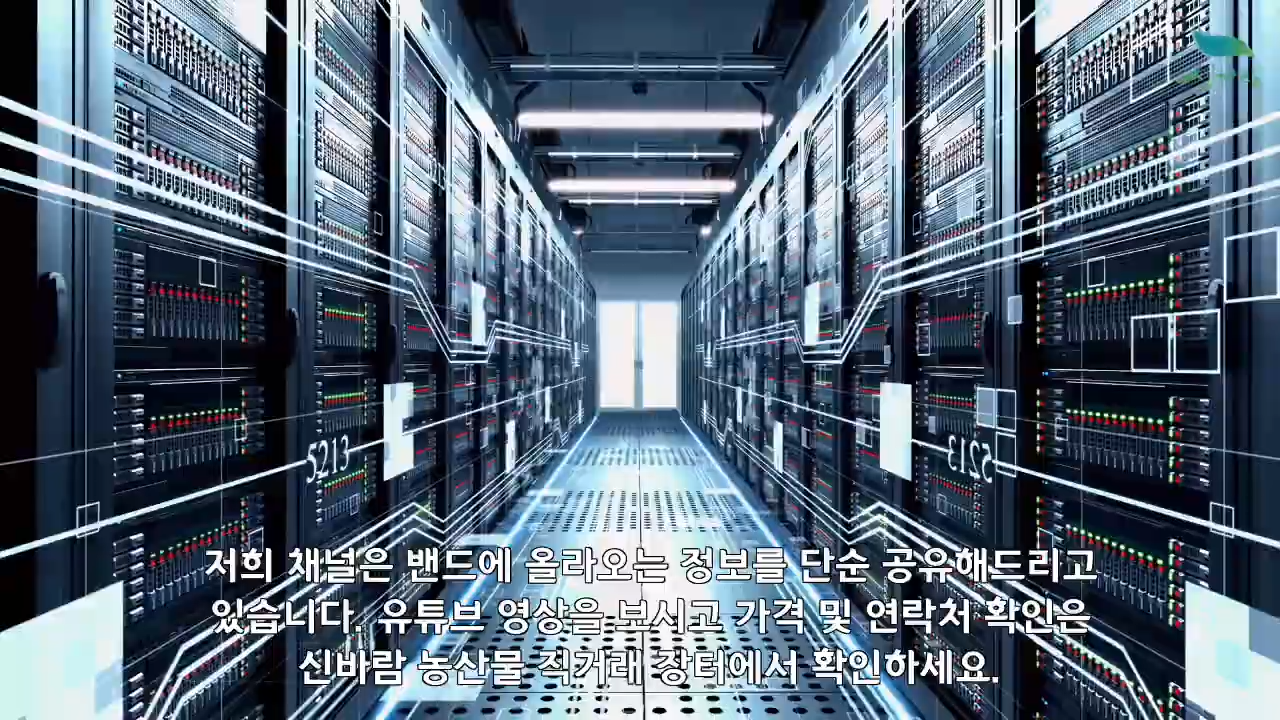 5213
5213
저희 채널은 밴드에 올라오는 정보를 단순 공유해드리고
있습니다. 유튜브 영상을 보시고 가격 및 연락처 확인은
신바람 농산물 직거래 장터에서 확인하세요.